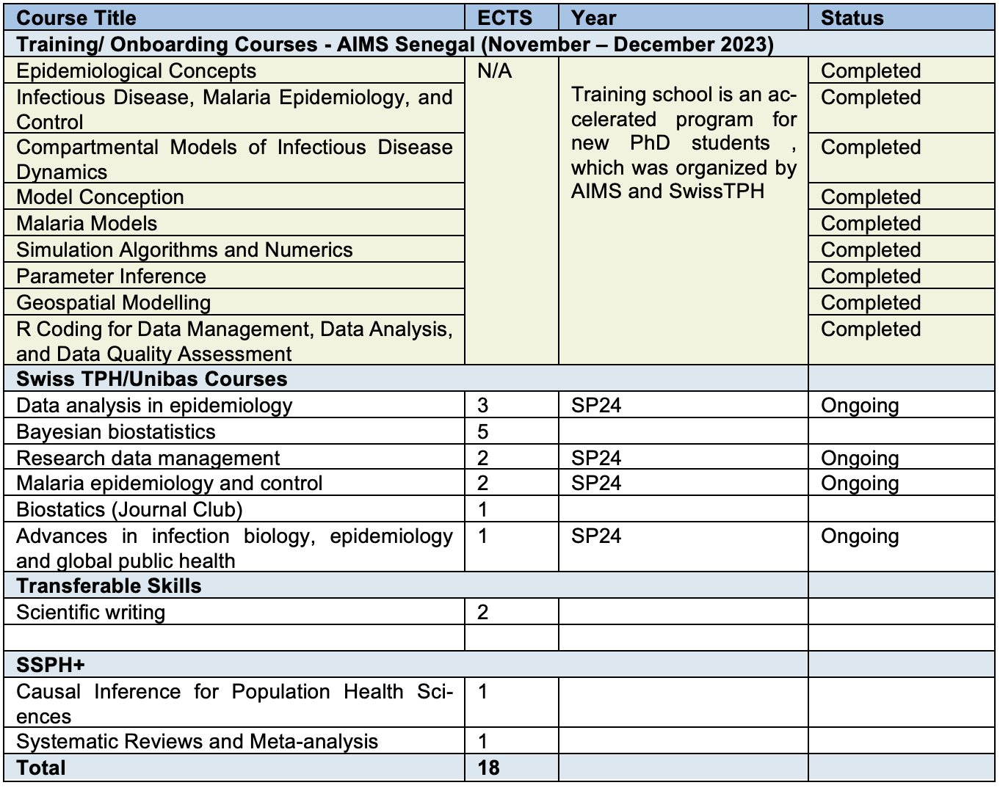 Course Title ECTS Year Status
Training/ Onboarding Courses - AIMS Senegal (November – December 2023)
Epidemiological Concepts N/A Completed
Infectious Disease, Malaria Epidemiology, and
Control
Completed
Training school is an ac-
celerated program for
new PhD students ,
which was organized by
AIMS and SwissTPH
Compartmental Models of Infectious Disease
Dynamics
Completed
Model Conception Completed
Malaria Models Completed
Simulation Algorithms and Numerics Completed
Parameter Inference Completed
Geospatial Modelling Completed
R Coding for Data Management, Data Analysis,
and Data Quality Assessment
Completed
Swiss TPH/Unibas Courses
Data analysis in epidemiology 3 SP24 Ongoing
Bayesian biostatistics 5
Research data management 2 SP24 Ongoing
Malaria epidemiology and control 2 SP24 Ongoing
Biostatics (Journal Club) 1
Advances in infection biology, epidemiology
and global public health
1 SP24 Ongoing
Transferable Skills
Scientific writing 2
SSPH+
Causal Inference for Population Health Sci-
ences
1
Systematic Reviews and Meta-analysis 1
Total 18